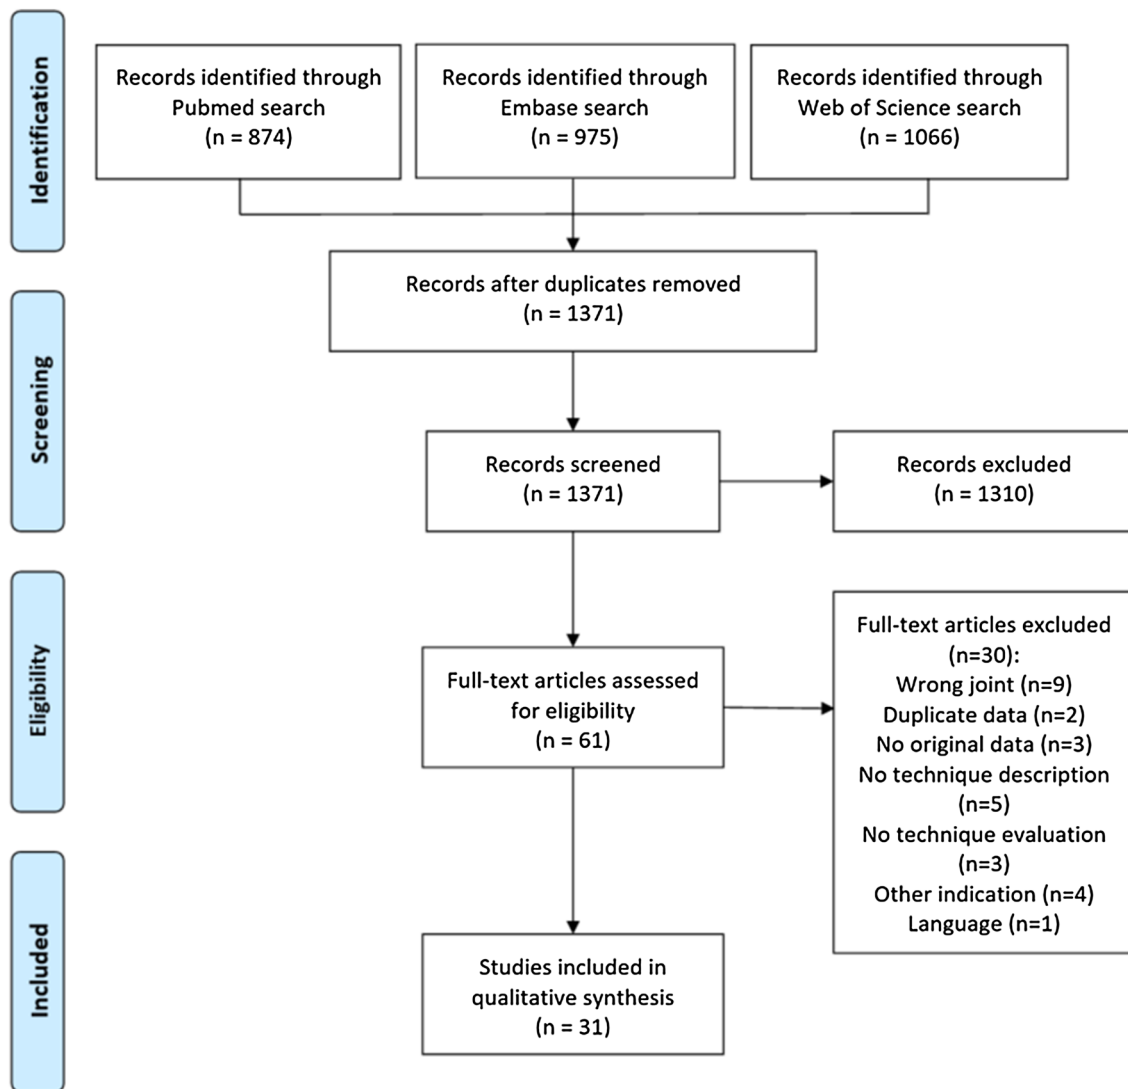 Identification
Records identified through
Pubmed search
(n = 874)
Records identified through
Embase search
(n = 975)
Records identified through
Web of Science search
(n = 1066)
Records after duplicates removed
(n = 1371)
Screening
Records screened
(n = 1371)
Records excluded
(n = 1310)
Eligibility
Full-text articles assessed
for eligibility
(n = 61)
Full-text articles excluded
(n=30):
Wrong joint (n=9)
Duplicate data (n=2)
No original data (n=3)
No technique description
(n=5)
No technique evaluation
(n=3)
Other indication (n=4)
Language (n=1)
Included
Studies included in
qualitative synthesis
(n = 31)